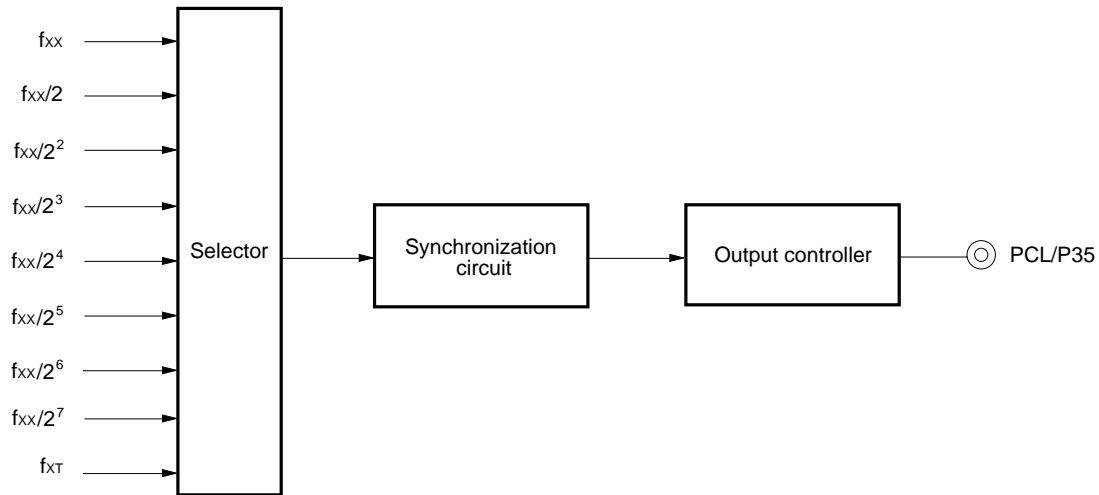 fXX
fXX/2
fXX/2²
fXX/2³
fXX/2⁴
fXX/2⁵
fXX/2⁶
fXX/2⁷
fXT
Selector
Synchronization
circuit
Output controller
PCL/P35